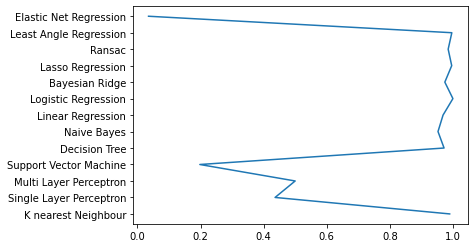 Elastic Net Regression
Least Angle Regression
Ransac
Lasso Regression
Bayesian Ridge
Logistic Regression
Linear Regression
Naive Bayes
Decision Tree
Support Vector Machine
Multi Layer Perceptron
Single Layer Perceptron
K nearest Neighbour
0.0 0.2 0.4 0.6 0.8 1.0